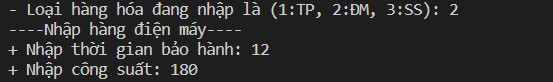 - Loại hàng hóa đang nhập là (1:TP, 2:ĐM, 3:SS): 2
----Nhập hàng điện máy----
+ Nhập thời gian bảo hành: 12
+ Nhập công suất: 180